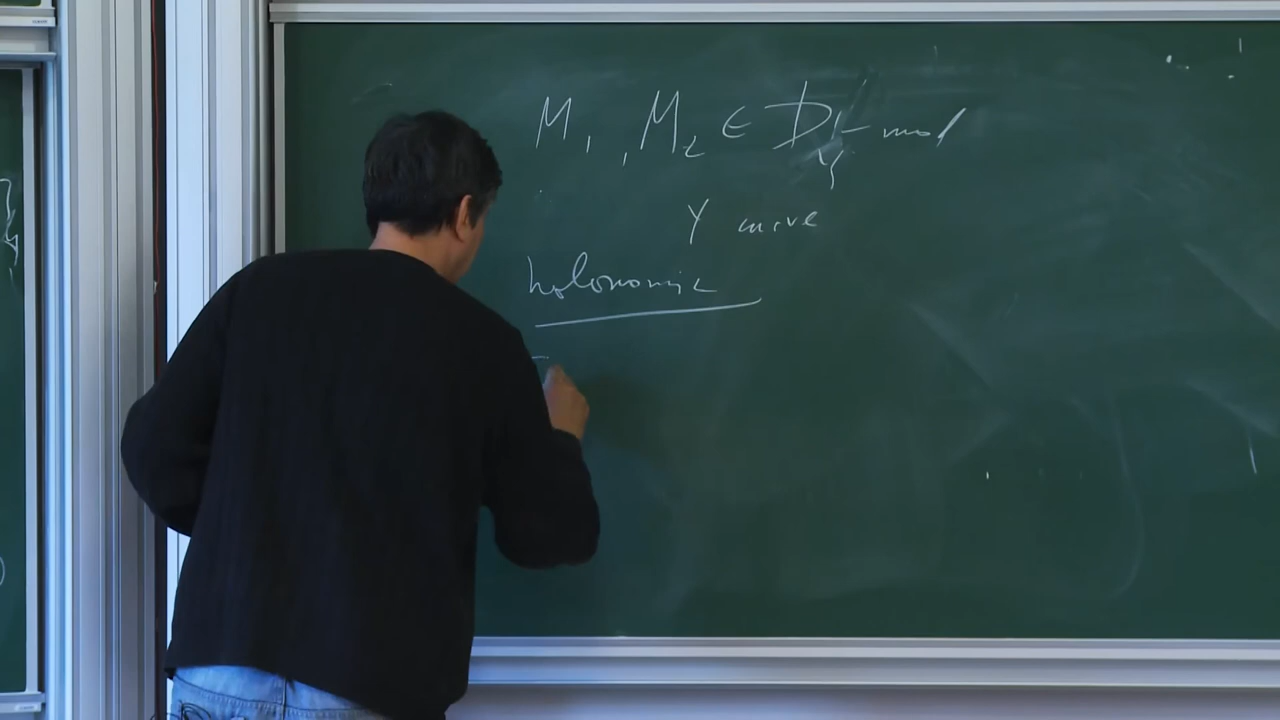 M₁, M₂ ∈ D_Y-mod
Y curve
holonomic